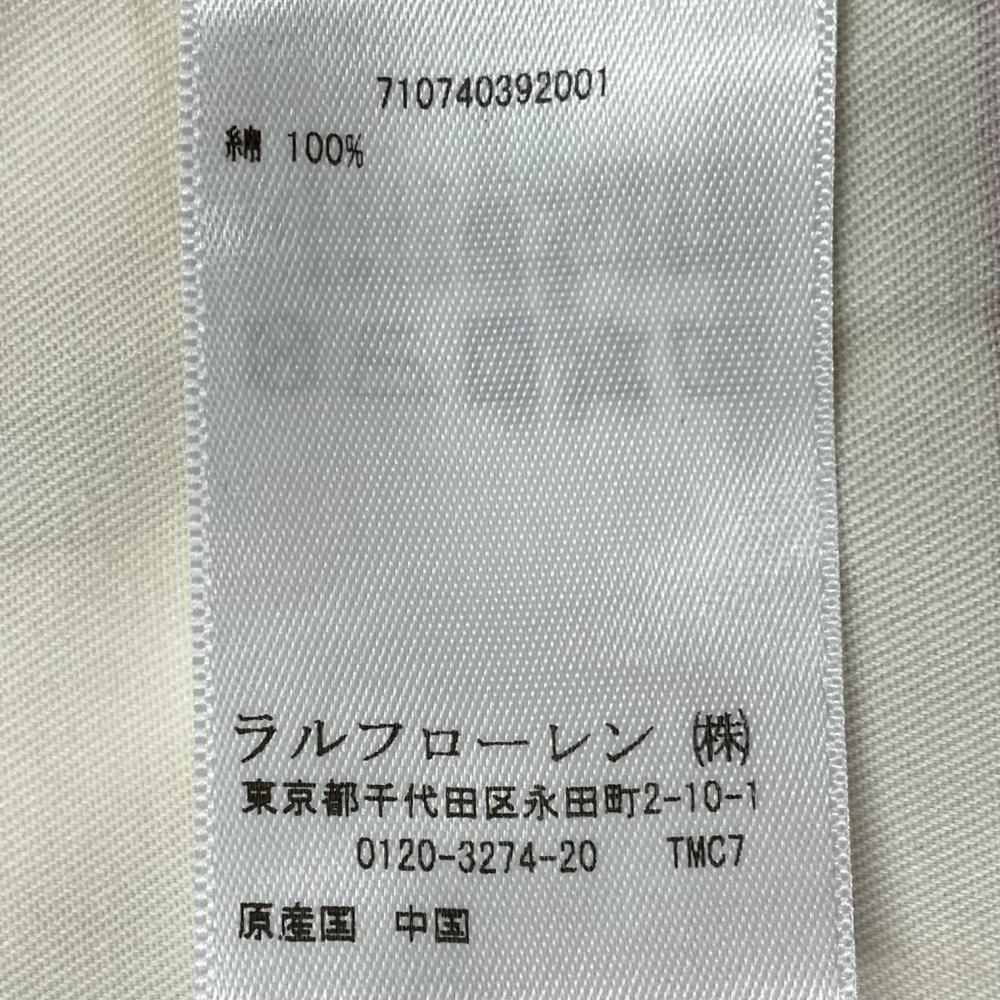 710740392001
綿 100%
ラルフローレン ㈱
東京都千代田区永田町2-10-1
0120-3274-20 TMC7
原産国 中国